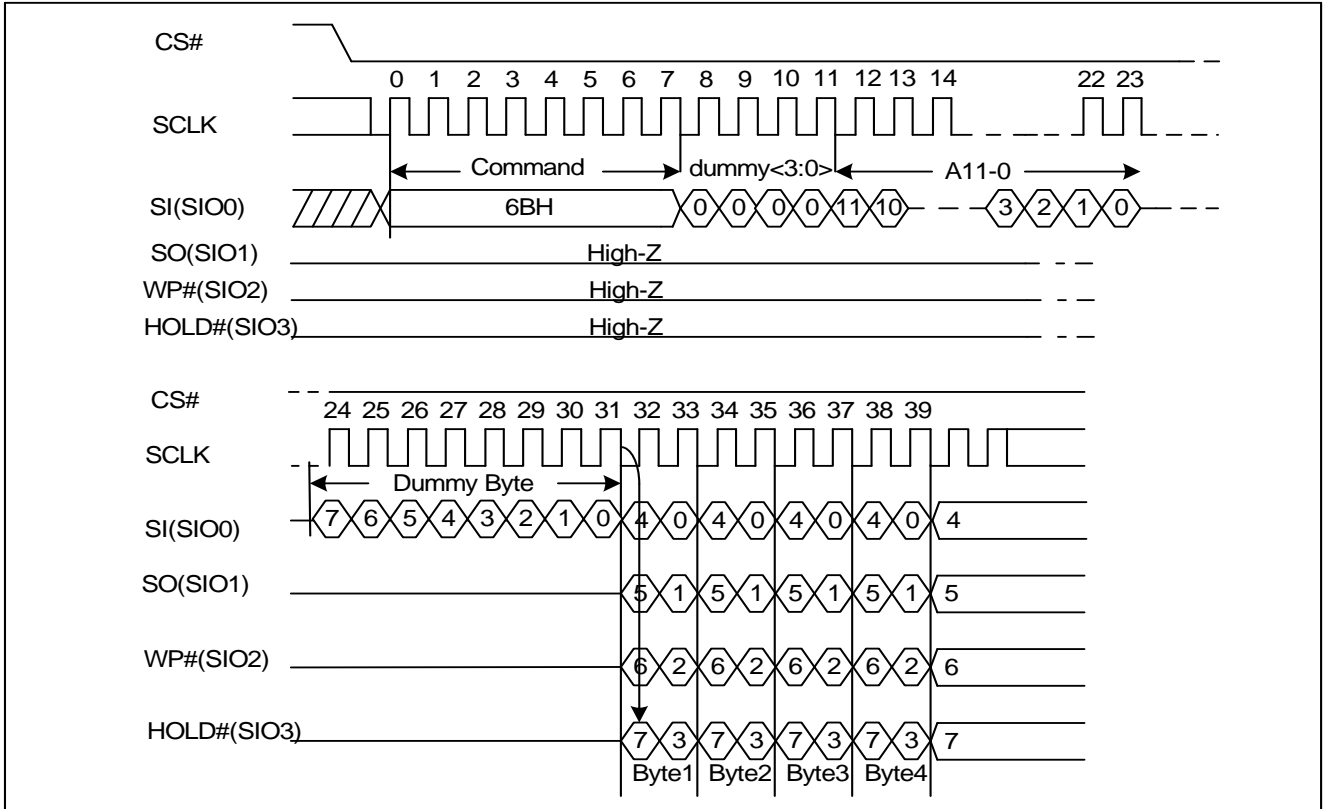 CS#
0 1 2 3 4 5 6 7 8 9 10 11 12 13 14 22 23
SCLK
Command dummy<3:0> A11-0
SI(SIO0) 6BH 0 0 0 0 11 10 3 2 1 0
SO(SIO1) High-Z
WP#(SIO2) High-Z
HOLD#(SIO3) High-Z
CS#
24 25 26 27 28 29 30 31 32 33 34 35 36 37 38 39
SCLK
Dummy Byte
SI(SIO0) 7 6 5 4 3 2 1 0 4 0 4 0 4 0 4 0 4
SO(SIO1) 5 1 5 1 5 1 5 1 5
WP#(SIO2) 6 2 6 2 6 2 6 2 6
HOLD#(SIO3) 7 3 7 3 7 3 7 3 7
Byte1 Byte2 Byte3 Byte4